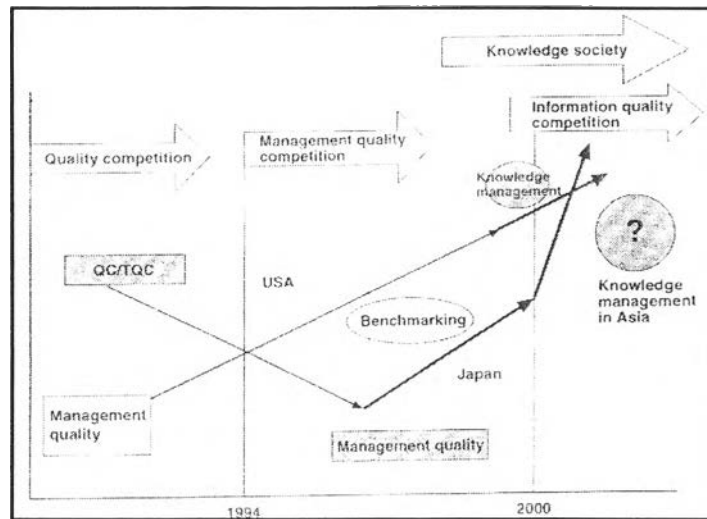 Knowledge society
Information quality
competition
Management quality
competition
Quality competition
Knowledge
management
?
QC/TQC
USA
Knowledge
management
in Asia
Benchmarking
Japan
Management
quality
Management quality
1994
2000